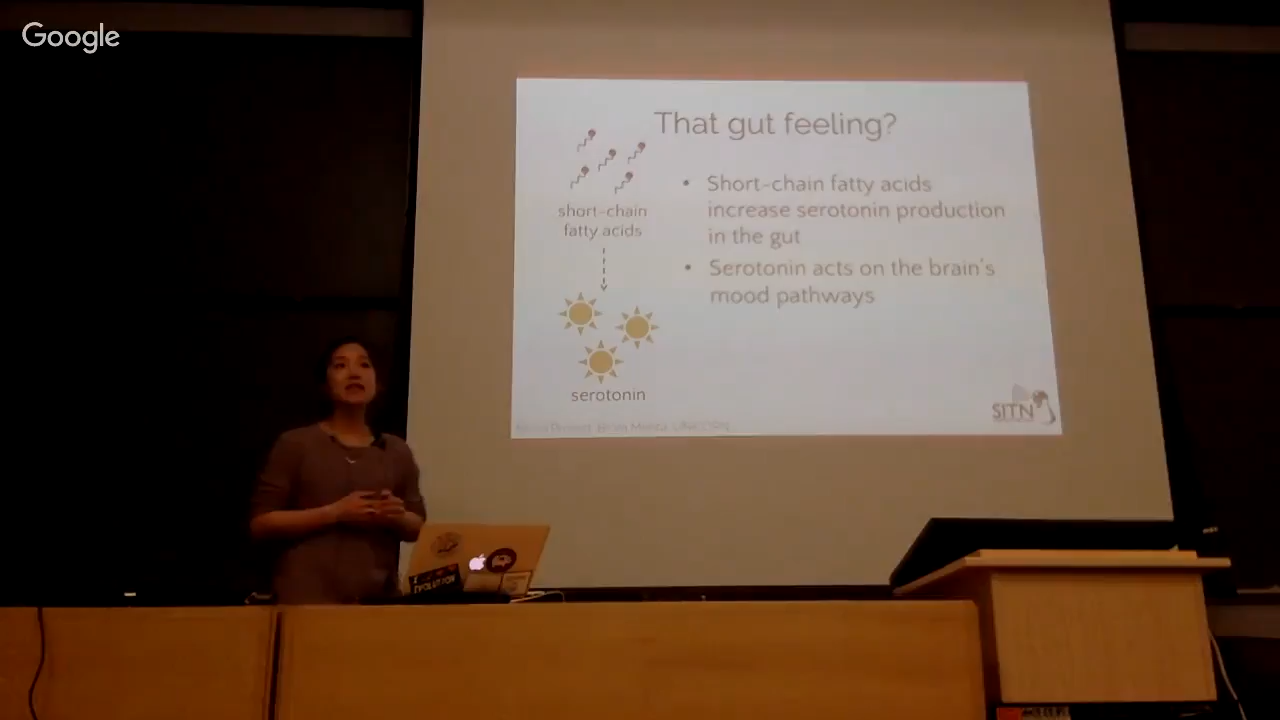 Google
That gut feeling?
short-chain
fatty acids
serotonin
• Short-chain fatty acids
increase serotonin production
in the gut
• Serotonin acts on the brain's
mood pathways
SITN
EVOLUTION